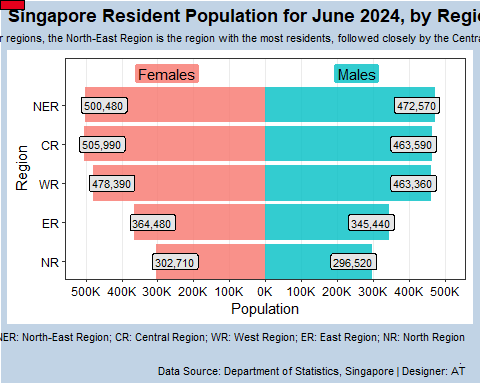 Singapore Resident Population for June 2024, by
regions, the North-East Region is the region with the most residents, followed closely by the
Females Males
NER 500,480 472,570
CR 505,990 463,590
WR 478,390 463,360
ER 364,480 345,440
NR 302,710 296,520
Region
500K 400K 300K 200K 100K 0K 100K 200K 300K 400K 500K
Population
NER: North-East Region; CR: Central Region; WR: West Region; ER: East Region; NR: North Region
.
Data Source: Department of Statistics, Singapore | Designer: AT